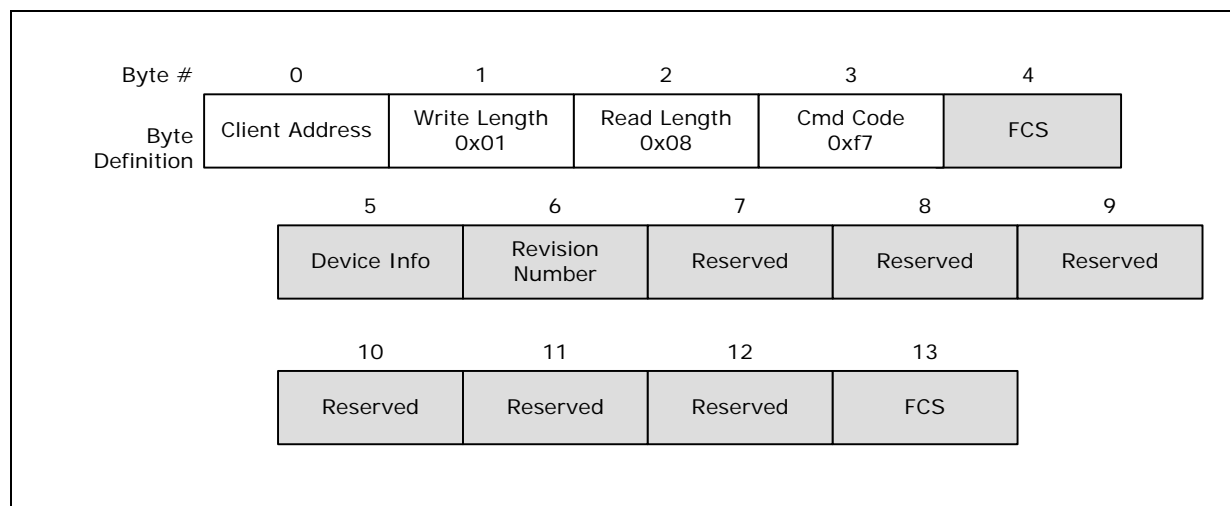 Byte # 0 1 2 3 4
Byte
Definition
Client Address
Write Length
0x01
Read Length
0x08
Cmd Code
0xf7
FCS
5 6 7 8 9
Device Info
Revision
Number
Reserved
Reserved
Reserved
10 11 12 13
Reserved
Reserved
Reserved
FCS